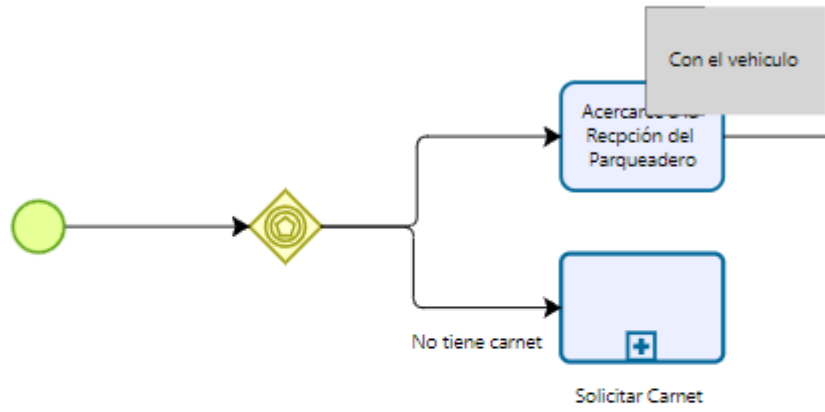 Con el vehiculo
Recpción del
Parqueadero
No tiene carnet
Solicitar Carnet